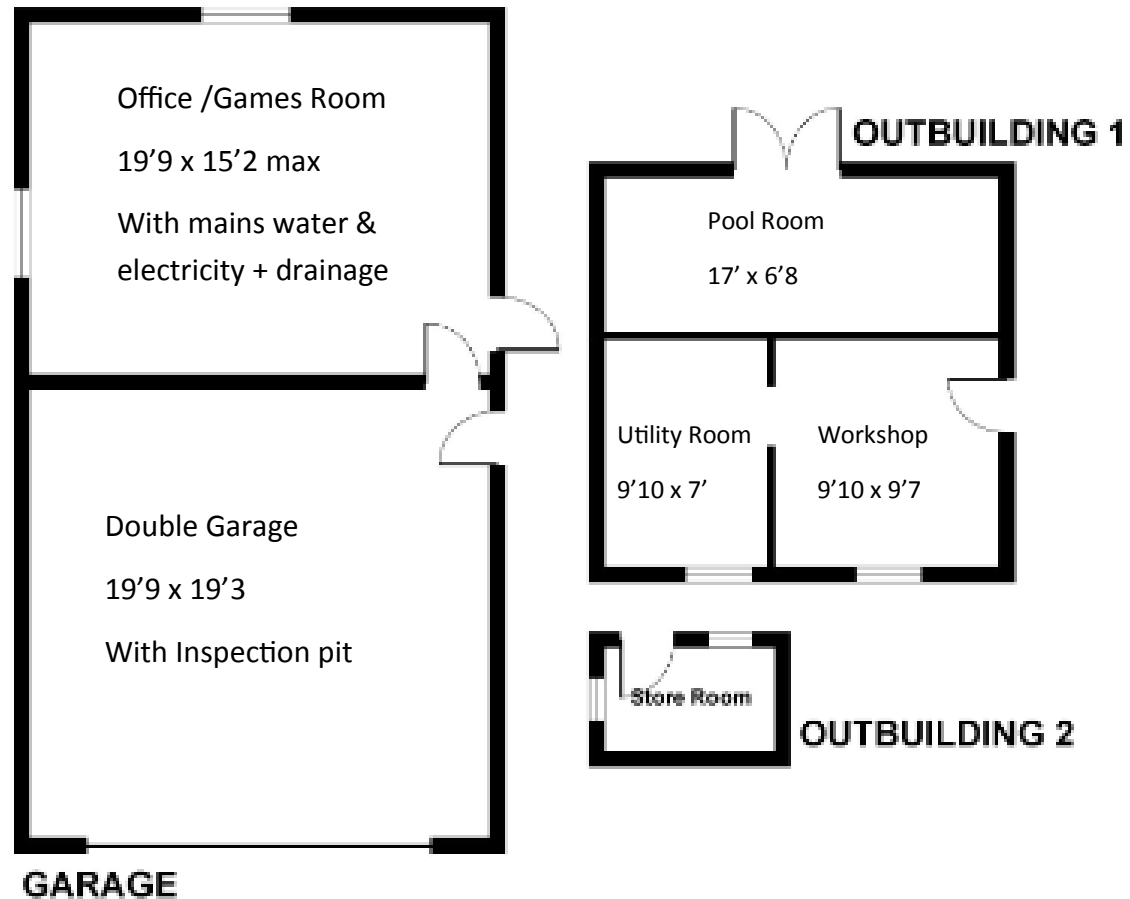 Office /Games Room
19’9 x 15’2 max
With mains water &
electricity + drainage
Double Garage
19’9 x 19’3
With Inspection pit
GARAGE
OUTBUILDING 1
Pool Room
17’ x 6’8
Utility Room
9’10 x 7’
Workshop
9’10 x 9’7
Store Room
OUTBUILDING 2